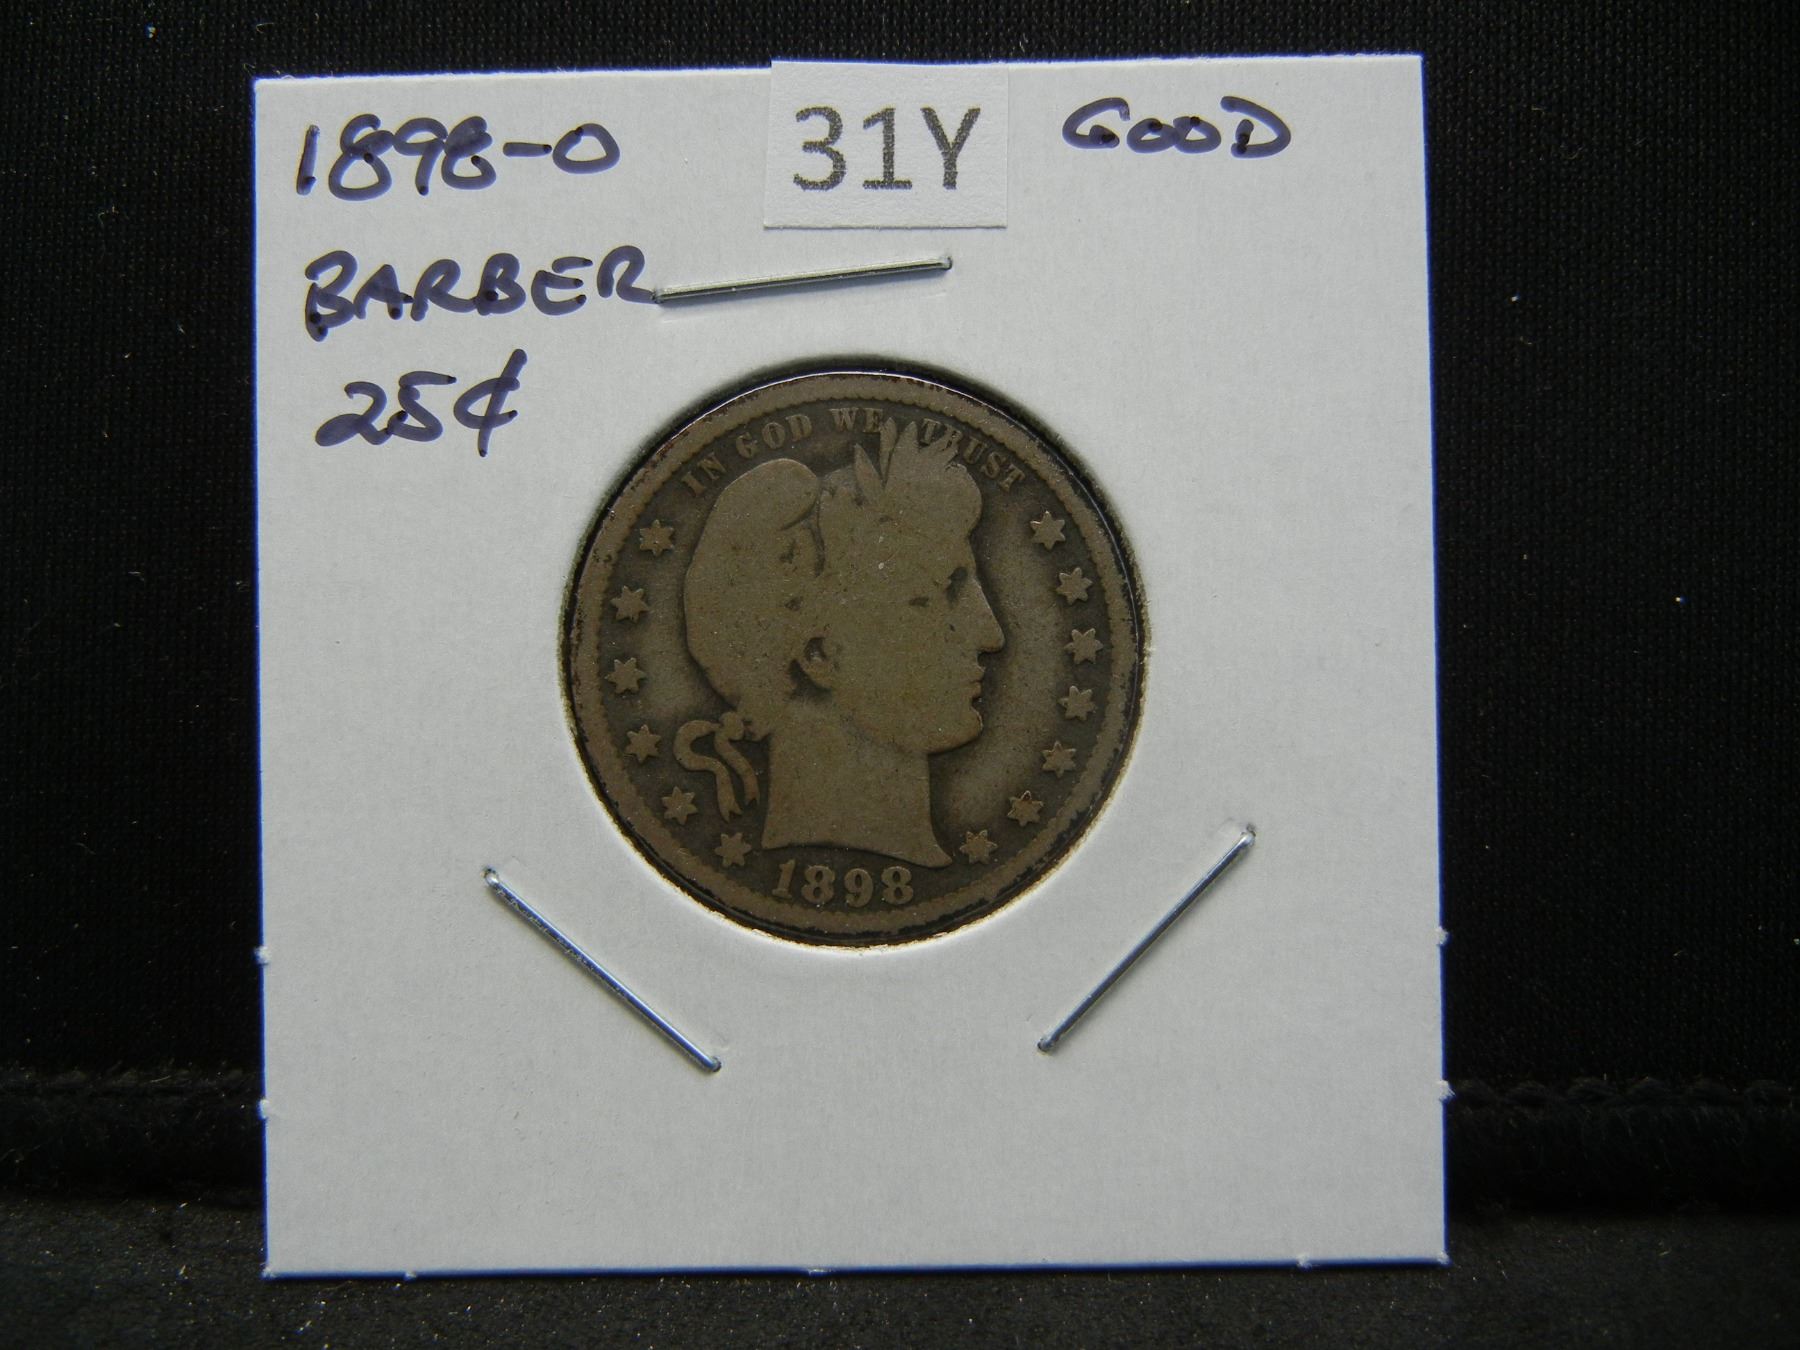 1898-O
BARBER
25¢
31Y
GOOD
IN GOD WE TRUST
1898